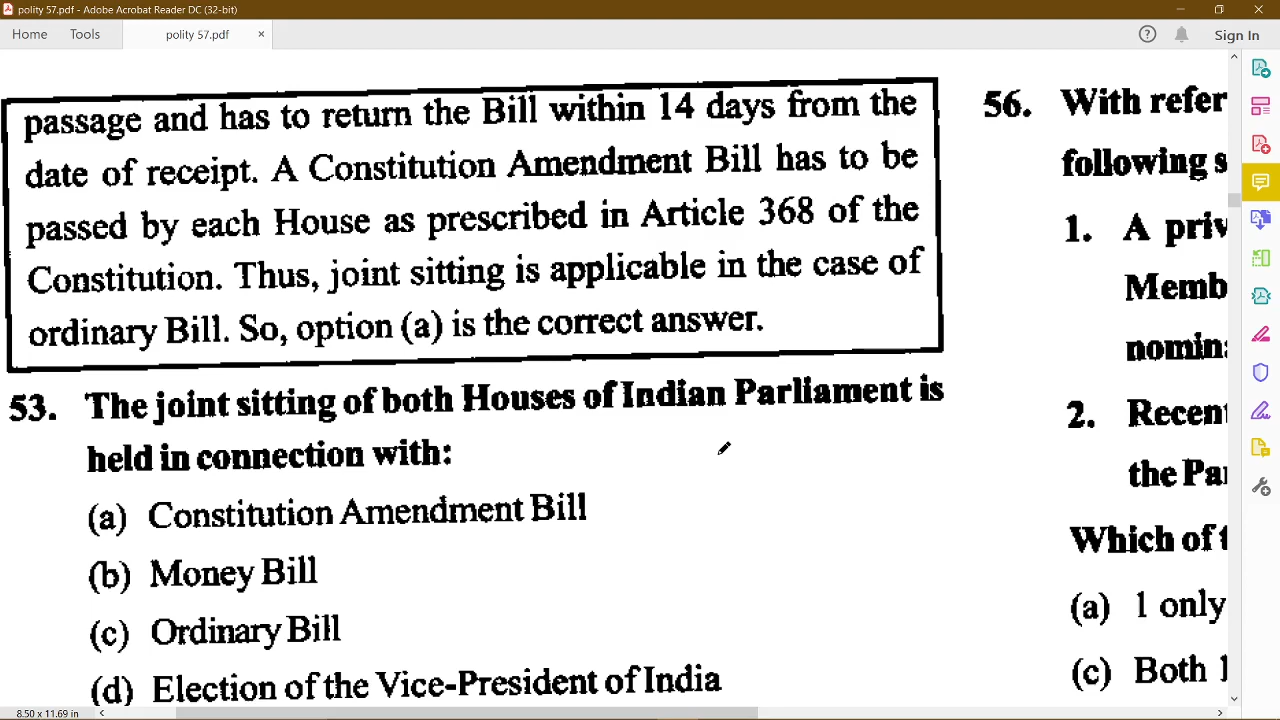 polity 57.pdf - Adobe Acrobat Reader DC (32-bit)
Home Tools polity 57.pdf × Sign In
passage and has to return the Bill within 14 days from the
date of receipt. A Constitution Amendment Bill has to be
passed by each House as prescribed in Article 368 of the
Constitution. Thus, joint sitting is applicable in the case of
ordinary Bill. So, option (a) is the correct answer.
53. The joint sitting of both Houses of Indian Parliament is
held in connection with:
(a) Constitution Amendment Bill
(b) Money Bill
(c) Ordinary Bill
(d) Election of the Vice-President of India
56. With refer
following s
1. A priv
Memb
nomin
2. Recent
the Par
Which of t
(a) 1 only
(c) Both 1
8.50 x 11.69 in